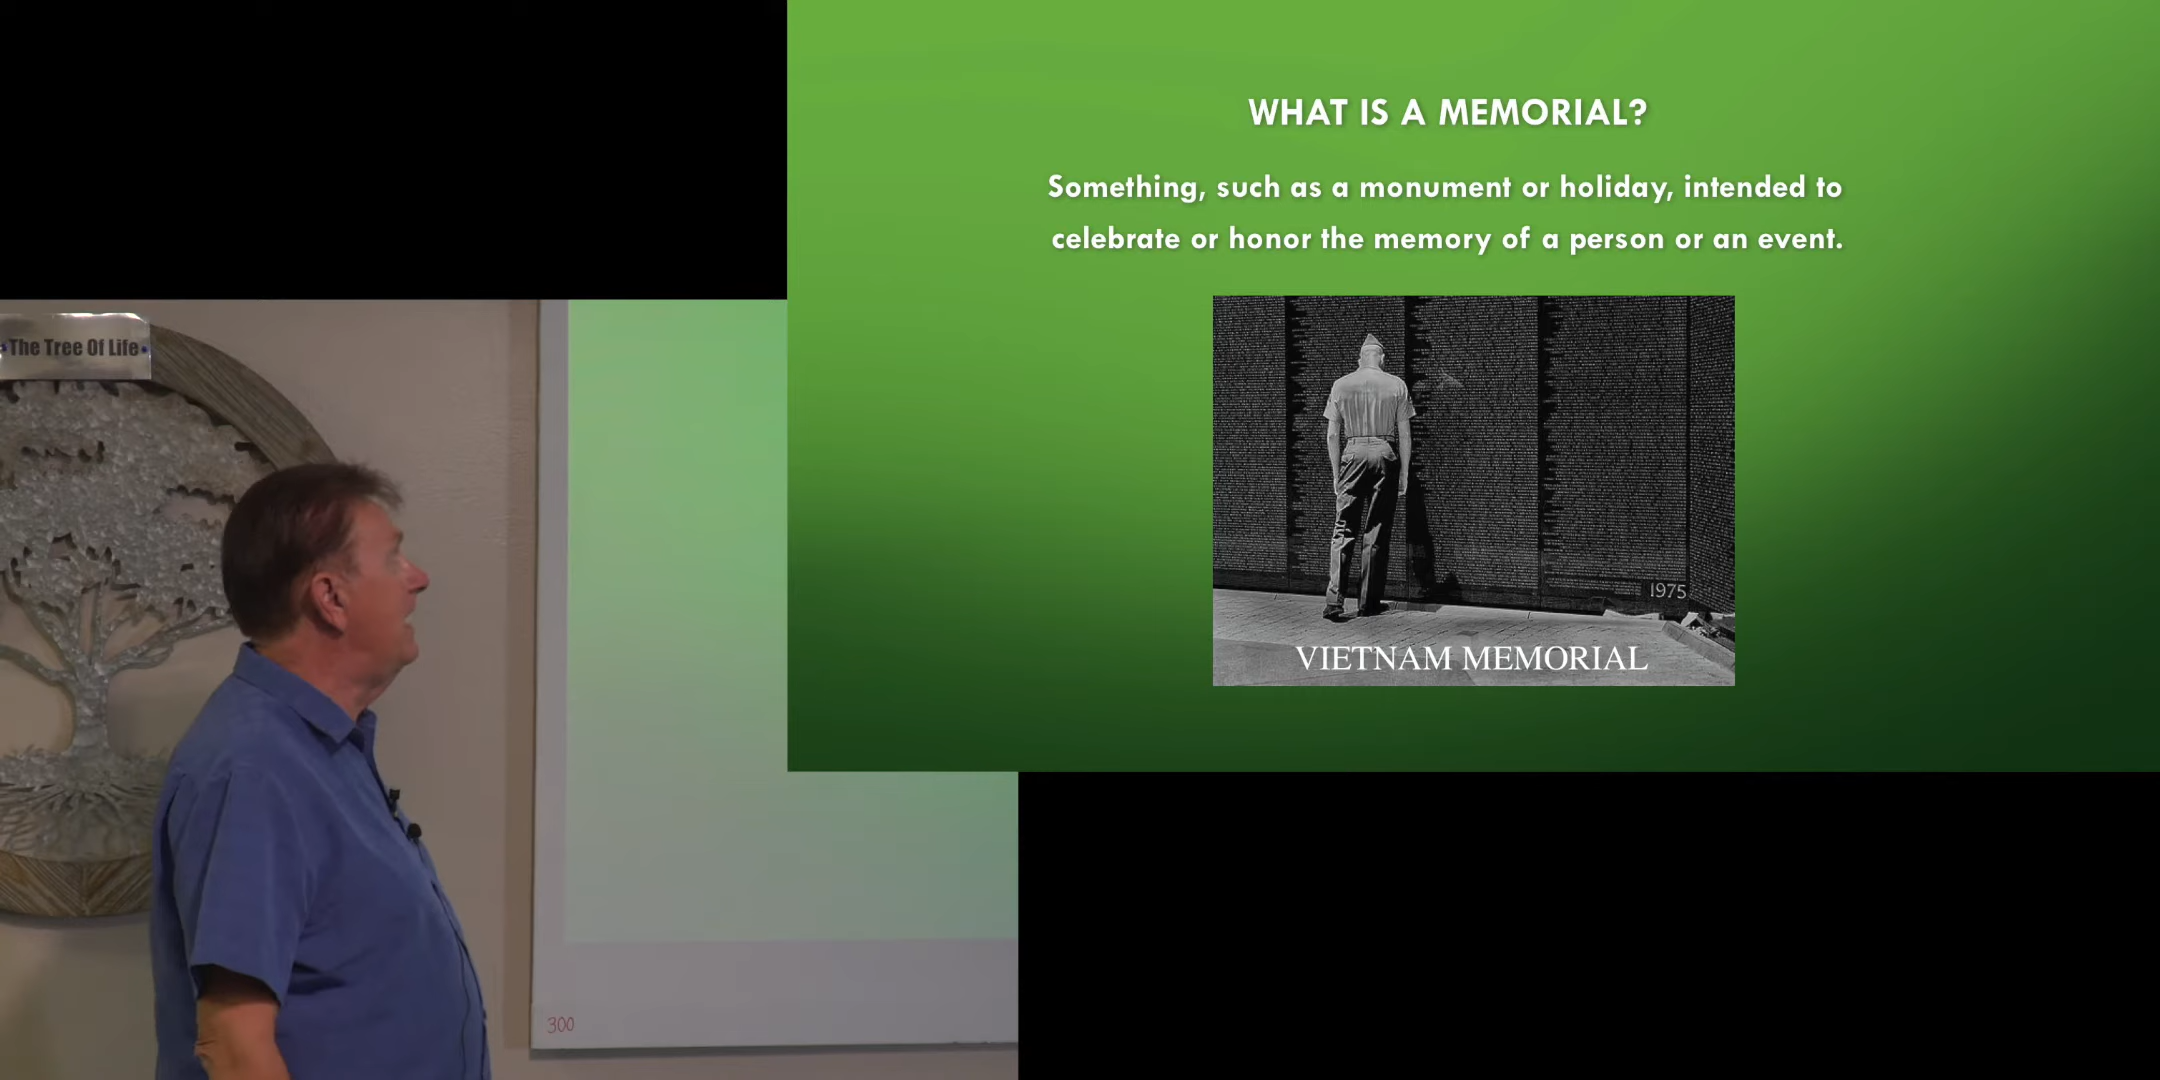 WHAT IS A MEMORIAL?
Something, such as a monument or holiday, intended to
celebrate or honor the memory of a person or an event.
The Tree Of Life
1975
VIETNAM MEMORIAL
300